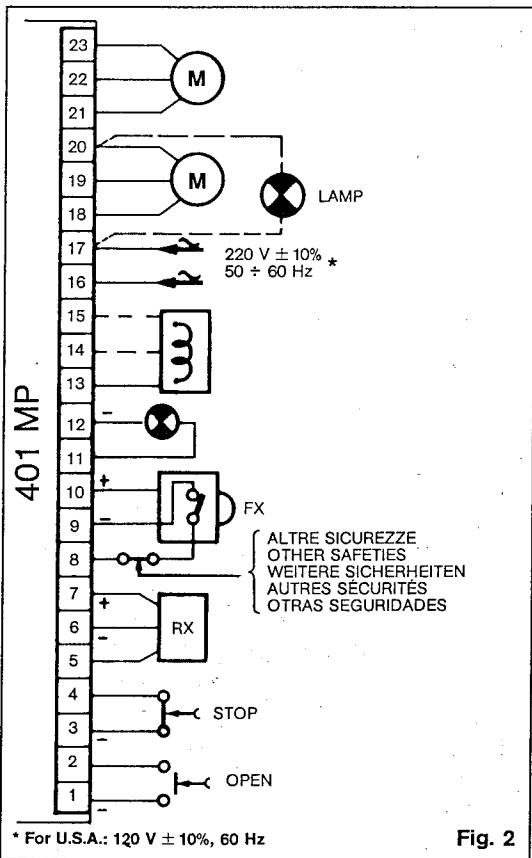 23
22
M
21
20
19
M
LAMP
18
17
220 V ± 10%
50 ÷ 60 Hz *
16
15
14
13
12 −
11
401 MP
10 +
FX
9 −
8
ALTRE SICUREZZE
OTHER SAFETIES
WEITERE SICHERHEITEN
AUTRES SÉCURITÉS
OTRAS SEGURIDADES
7 +
6 −
RX
5
4
STOP
3 −
2
OPEN
1 −
* For U.S.A.: 120 V ± 10%, 60 Hz
Fig. 2